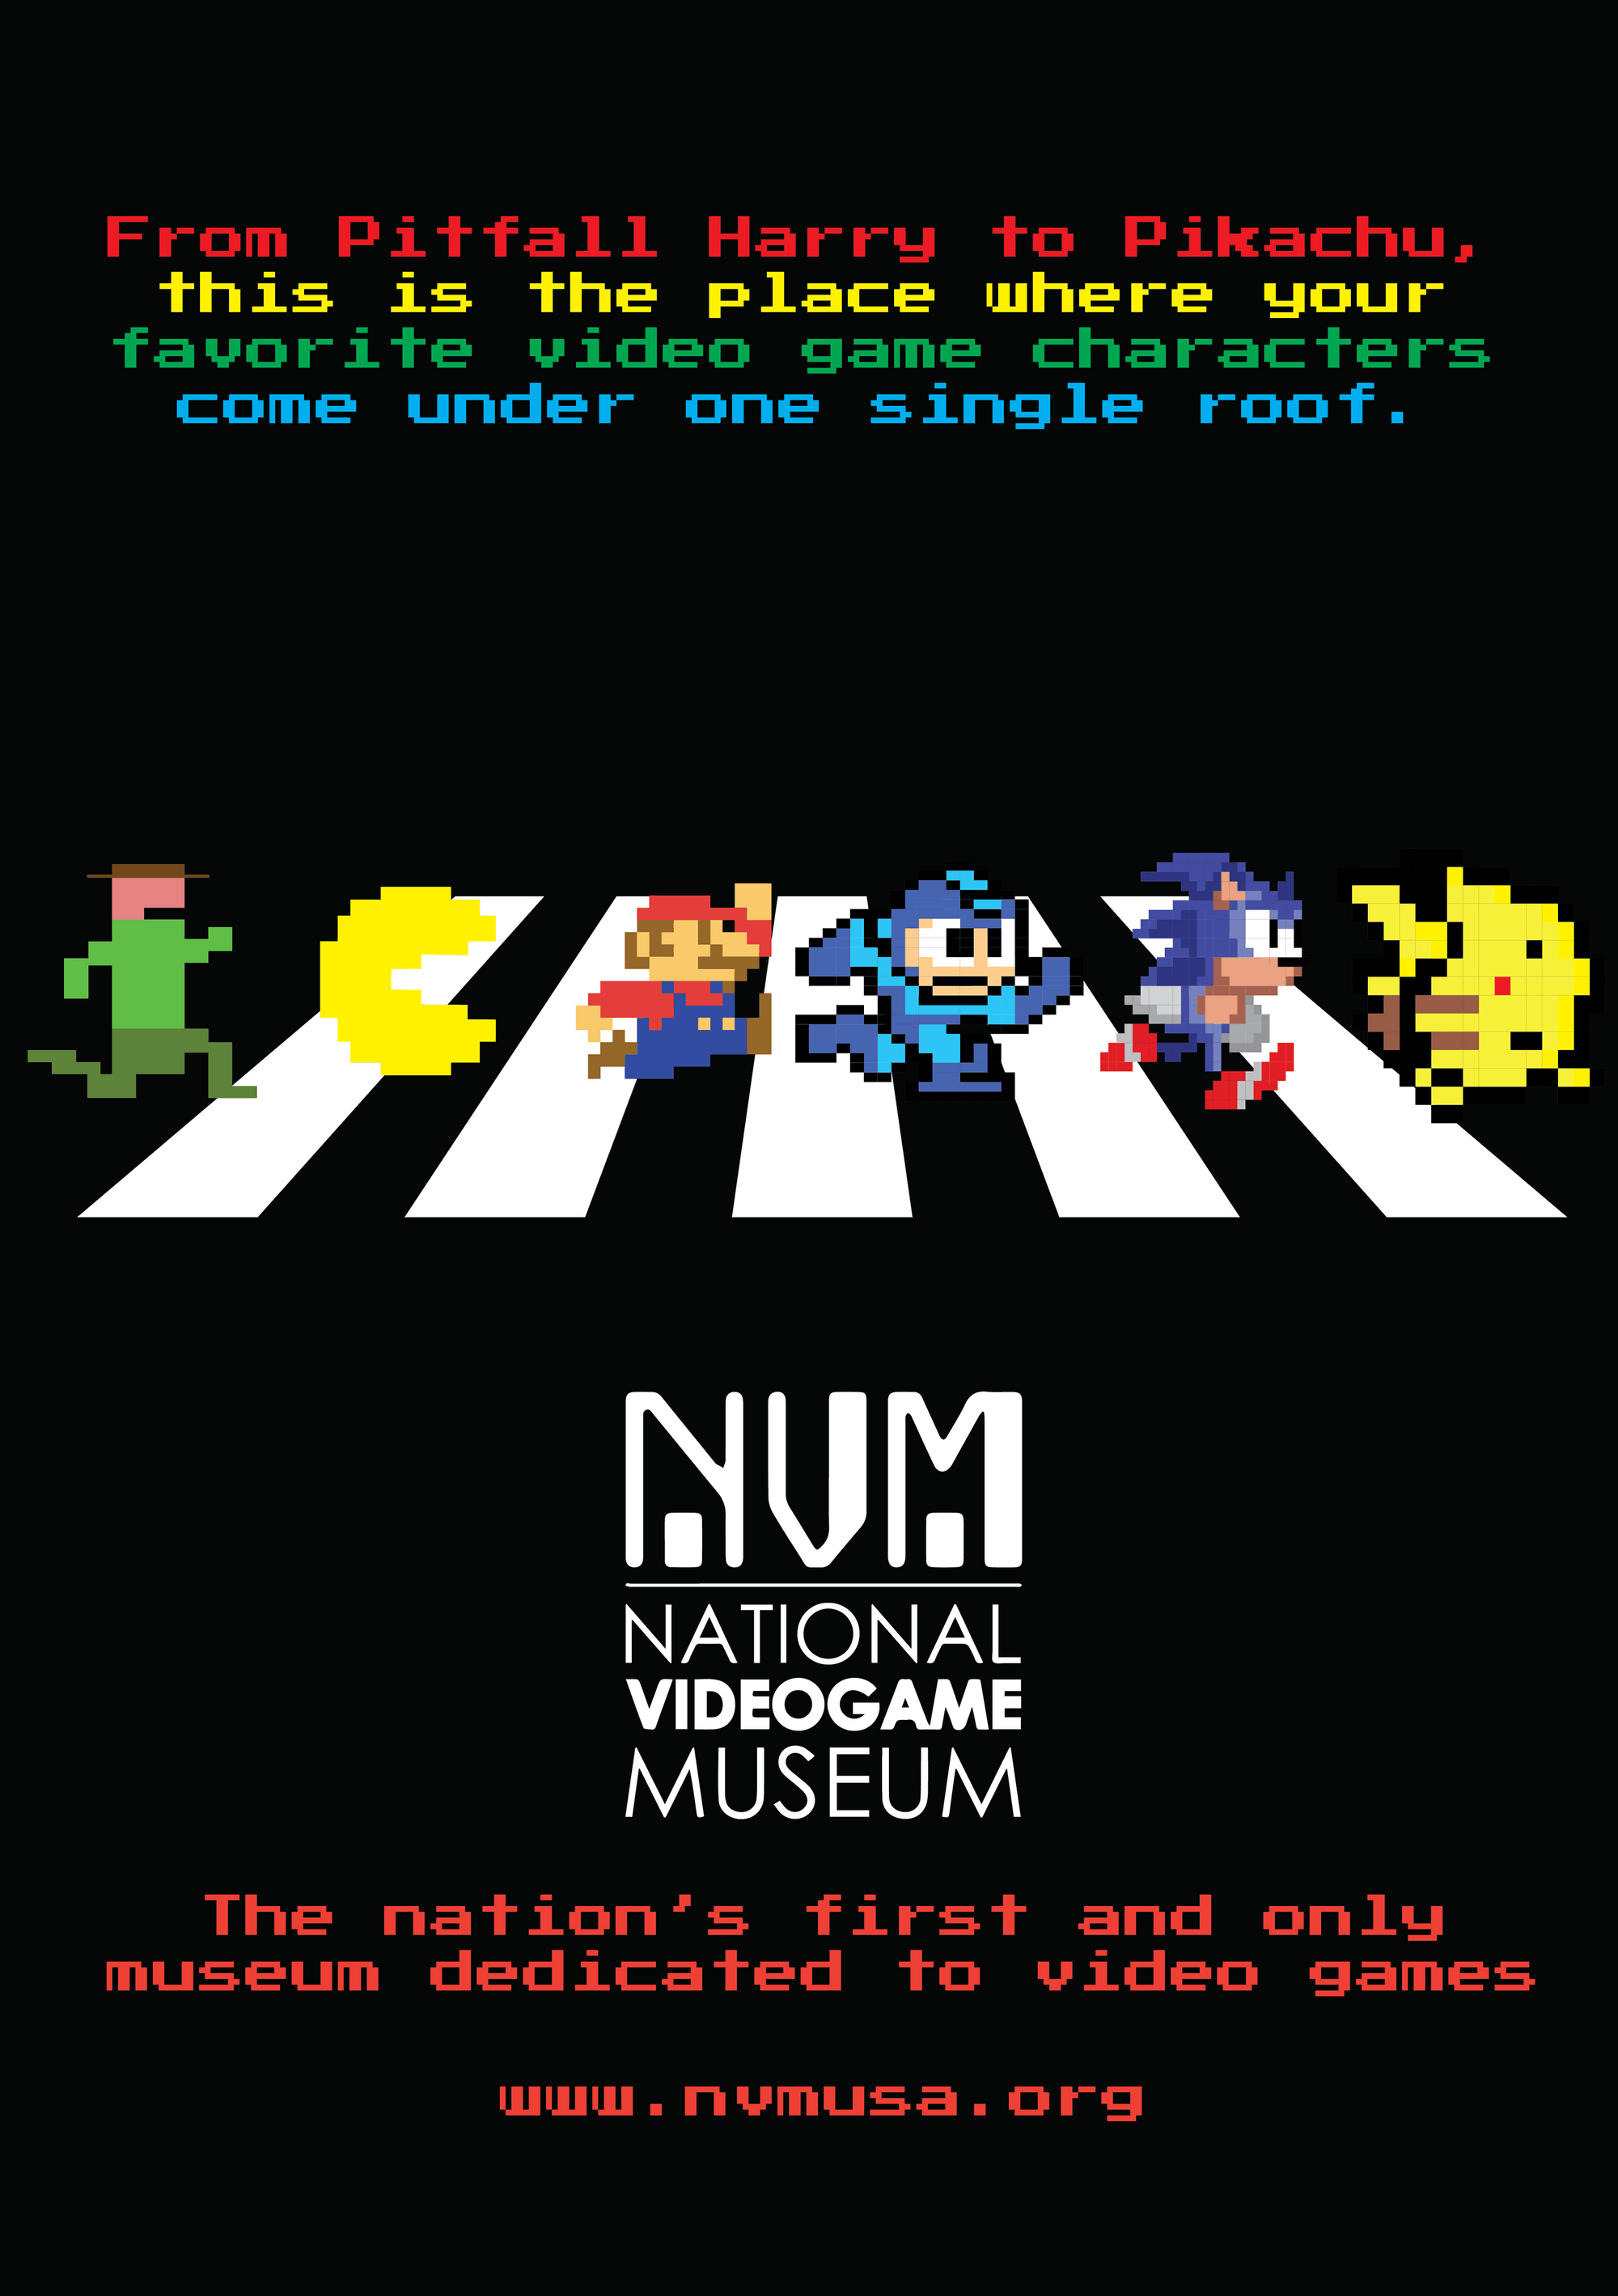 From Pitfall Harry to Pikachu,
this is the place where your
favorite video game characters
come under one single roof.
NVM
NATIONAL
VIDEOGAME
MUSEUM
The nation's first and only
museum dedicated to video games
www.nvmusa.org